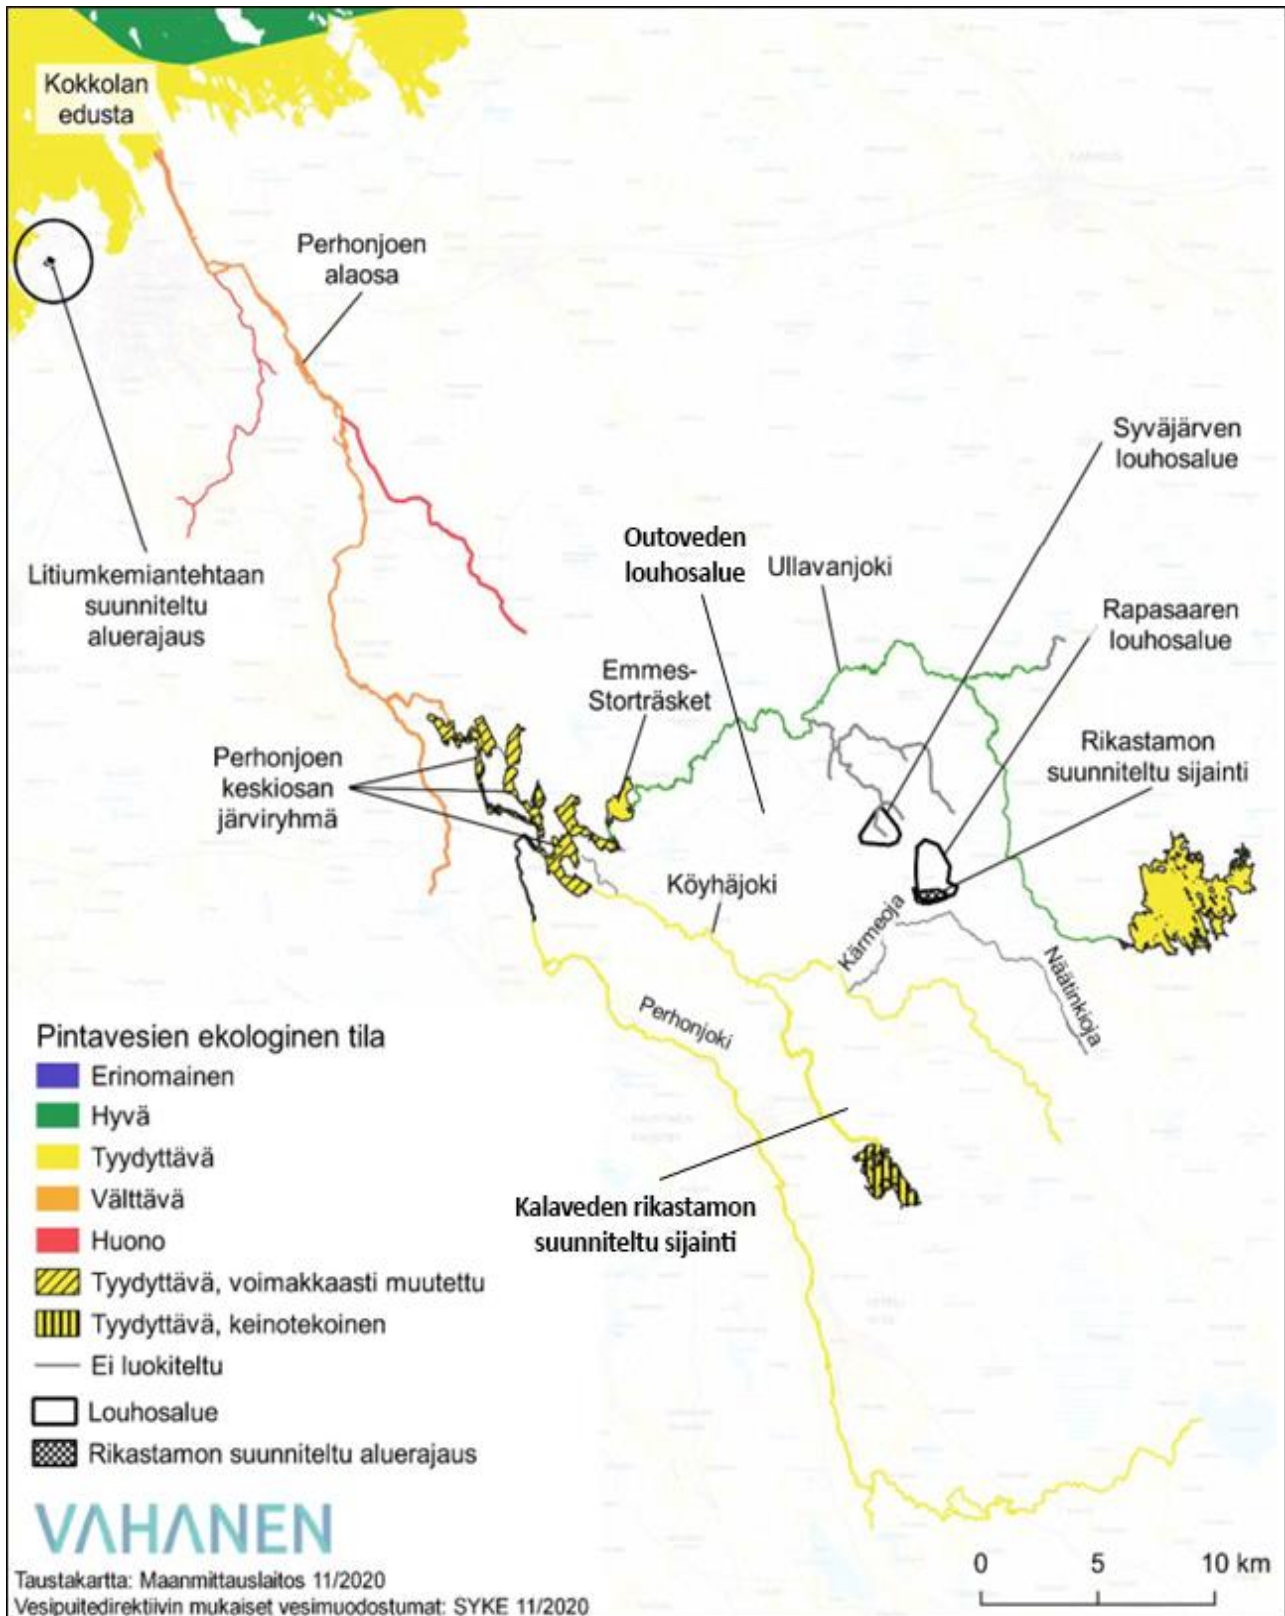 Kokkolan
edusta
Perhonjoen
alaosa
Syväjärven
louhosalue
Outoveden
louhosalue
Ullavanjoki
Litiumkemiantehtaan
suunniteltu
aluerajaus
Rapasaaren
louhosalue
Emmes-
Storträsket
Rikastamon
suunniteltu sijainti
Perhonjoen
keskiosan
järviryhmä
Köyhäjoki
Kärmeoja
Näätinkioja
Perhonjoki
Kalaveden rikastamon
suunniteltu sijainti
Pintavesien ekologinen tila
Erinomainen
Hyvä
Tyydyttävä
Välttävä
Huono
Tyydyttävä, voimakkaasti muutettu
Tyydyttävä, keinotekoinen
Ei luokiteltu
Louhosalue
Rikastamon suunniteltu aluerajaus
VAHANEN
0 5 10 km
Taustakartta: Maanmittauslaitos 11/2020
Vesipuitedirektiivin mukaiset vesimuodostumat: SYKE 11/2020